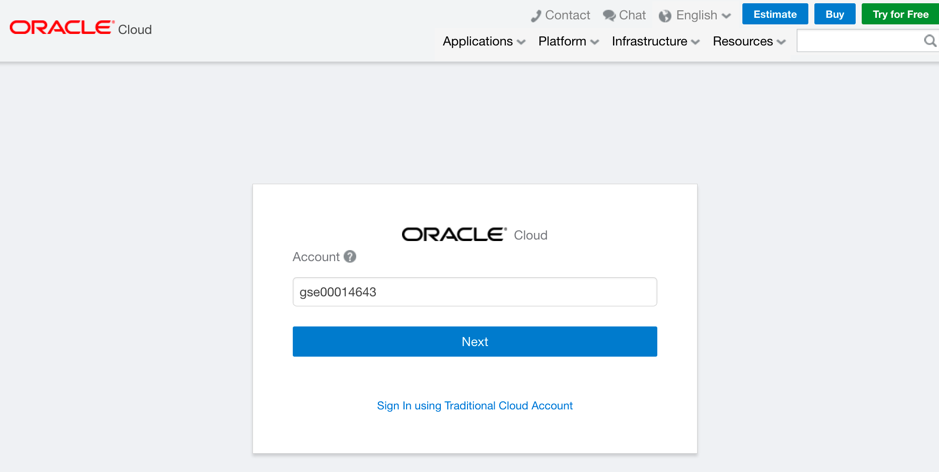 Contact Chat English Estimate Buy Try for Free
ORACLE® Cloud
Applications Platform Infrastructure Resources
ORACLE® Cloud
Account ?
gse00014643
Next
Sign In using Traditional Cloud Account